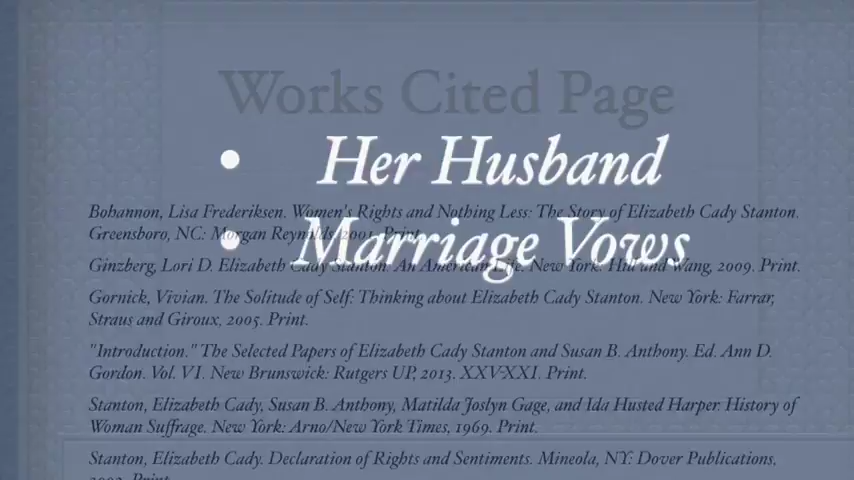 Works Cited Page
• Her Husband
Bohannon, Lisa Frederiksen. Women's Rights and Nothing Less: The Story of Elizabeth Cady Stanton.
Greensboro, NC: Morgan Reynolds, 2001. Print.
• Marriage Vows
Ginzberg, Lori D. Elizabeth Cady Stanton: An American Life. New York: Hill and Wang, 2009. Print.
Gornick, Vivian. The Solitude of Self: Thinking about Elizabeth Cady Stanton. New York: Farrar,
Straus and Giroux, 2005. Print.
"Introduction." The Selected Papers of Elizabeth Cady Stanton and Susan B. Anthony. Ed. Ann D.
Gordon. Vol. VI. New Brunswick: Rutgers UP, 2013. XXV-XXI. Print.
Stanton, Elizabeth Cady, Susan B. Anthony, Matilda Joslyn Gage, and Ida Husted Harper. History of
Woman Suffrage. New York: Arno/New York Times, 1969. Print.
Stanton, Elizabeth Cady. Declaration of Rights and Sentiments. Mineola, NY: Dover Publications,
Print.